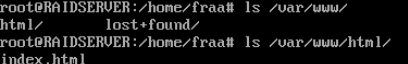 root@RAIDSERVER:/home/fraa# ls /var/www/
html/ lost+found/
root@RAIDSERVER:/home/fraa# ls /var/www/html/
index.html